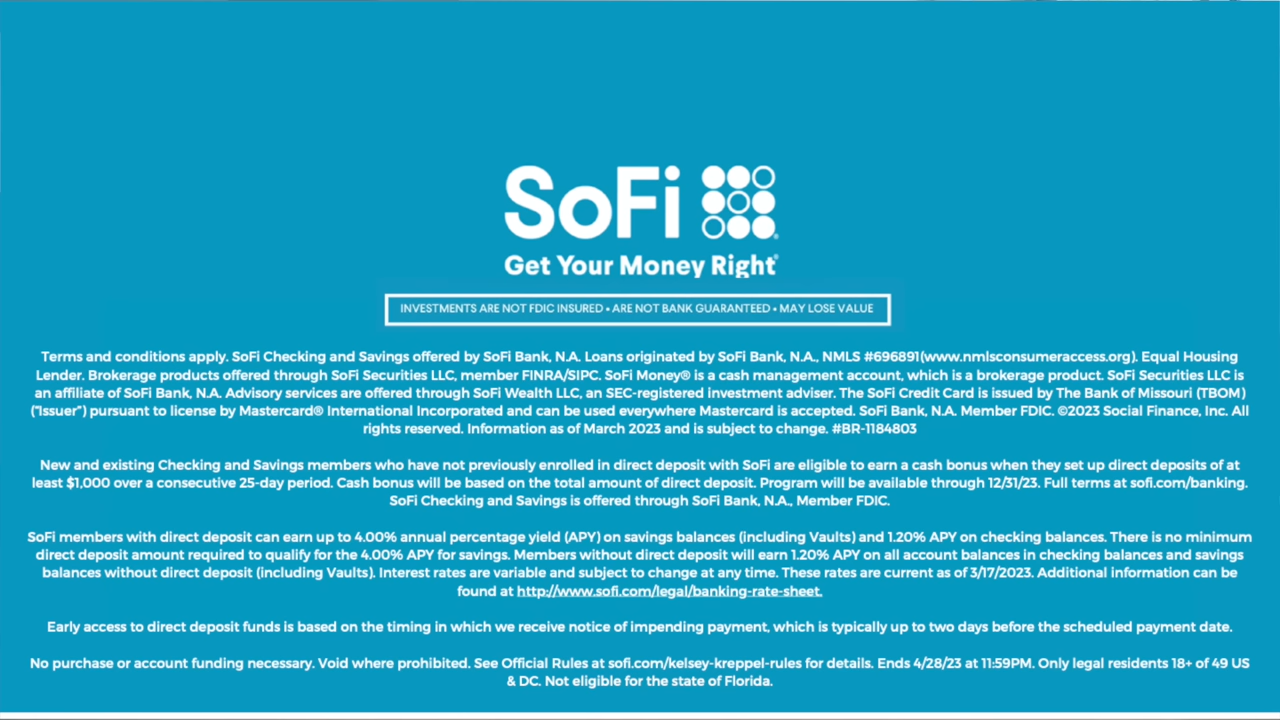 SoFi
Get Your Money Right®
INVESTMENTS ARE NOT FDIC INSURED • ARE NOT BANK GUARANTEED • MAY LOSE VALUE
Terms and conditions apply. SoFi Checking and Savings offered by SoFi Bank, N.A. Loans originated by SoFi Bank, N.A., NMLS #696891(www.nmlsconsumeraccess.org). Equal Housing
Lender. Brokerage products offered through SoFi Securities LLC, member FINRA/SIPC. SoFi Money® is a cash management account, which is a brokerage product. SoFi Securities LLC is
an affiliate of SoFi Bank, N.A. Advisory services are offered through SoFi Wealth LLC, an SEC-registered investment adviser. The SoFi Credit Card is issued by The Bank of Missouri (TBOM)
("Issuer") pursuant to license by Mastercard® International Incorporated and can be used everywhere Mastercard is accepted. SoFi Bank, N.A. Member FDIC. ©2023 Social Finance, Inc. All
rights reserved. Information as of March 2023 and is subject to change. #BR-1184803
New and existing Checking and Savings members who have not previously enrolled in direct deposit with SoFi are eligible to earn a cash bonus when they set up direct deposits of at
least $1,000 over a consecutive 25-day period. Cash bonus will be based on the total amount of direct deposit. Program will be available through 12/31/23. Full terms at sofi.com/banking.
SoFi Checking and Savings is offered through SoFi Bank, N.A., Member FDIC.
SoFi members with direct deposit can earn up to 4.00% annual percentage yield (APY) on savings balances (including Vaults) and 1.20% APY on checking balances. There is no minimum
direct deposit amount required to qualify for the 4.00% APY for savings. Members without direct deposit will earn 1.20% APY on all account balances in checking balances and savings
balances without direct deposit (including Vaults). Interest rates are variable and subject to change at any time. These rates are current as of 3/17/2023. Additional information can be
found at http://www.sofi.com/legal/banking-rate-sheet.
Early access to direct deposit funds is based on the timing in which we receive notice of impending payment, which is typically up to two days before the scheduled payment date.
No purchase or account funding necessary. Void where prohibited. See Official Rules at sofi.com/kelsey-kreppel-rules for details. Ends 4/28/23 at 11:59PM. Only legal residents 18+ of 49 US
& DC. Not eligible for the state of Florida.